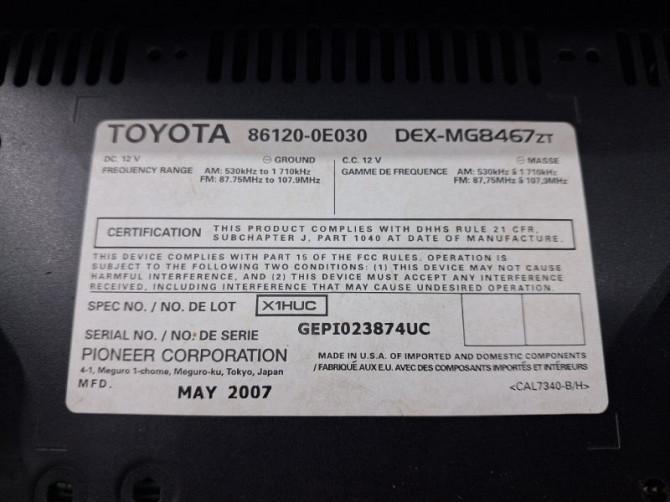 TOYOTA 86120-0E030 DEX-MG8467ZT
DC. 12 V ⊖ GROUND
FREQUENCY RANGE AM: 530kHz to 1 710kHz
FM: 87.75MHz to 107.9MHz
C.C. 12 V ⊖ MASSE
GAMME DE FREQUENCE AM: 530kHz à 1 710kHz
FM: 87,75MHz à 107,9MHz
CERTIFICATION THIS PRODUCT COMPLIES WITH DHHS RULE 21 CFR,
SUBCHAPTER J, PART 1040 AT DATE OF MANUFACTURE.
THIS DEVICE COMPLIES WITH PART 15 OF THE FCC RULES. OPERATION IS
SUBJECT TO THE FOLLOWING TWO CONDITIONS: (1) THIS DEVICE MAY NOT CAUSE
HARMFUL INTERFERENCE, AND (2) THIS DEVICE MUST ACCEPT ANY INTERFERENCE
RECEIVED, INCLUDING INTERFERENCE THAT MAY CAUSE UNDESIRED OPERATION.
SPEC NO. / NO. DE LOT X1HUC
SERIAL NO. / NO. DE SERIE GEPI023874UC
PIONEER CORPORATION
4-1, Meguro 1-chome, Meguro-ku, Tokyo, Japan
MFD. MAY 2007
MADE IN U.S.A. OF IMPORTED AND DOMESTIC COMPONENTS
/ FABRIQUÉ AUX E.U. AVEC DES COMPOSANTS IMPORTÉS ET INTÉRIEURS
<CAL7340-B/H>